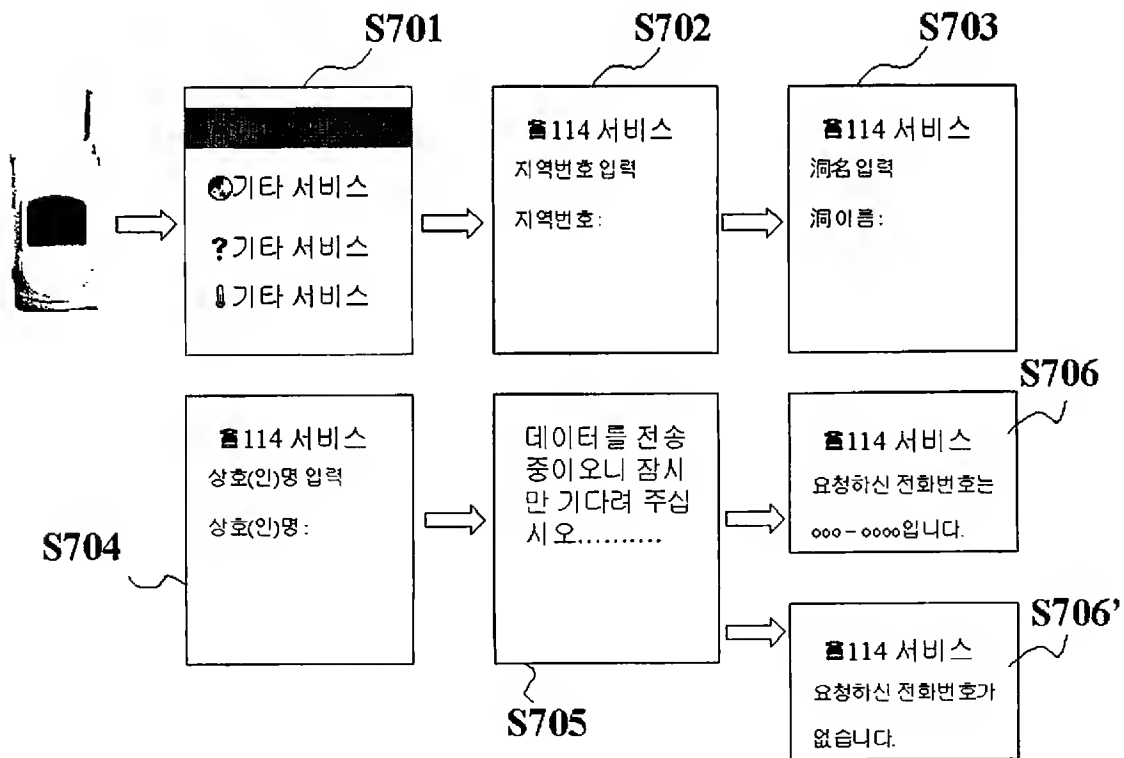 S701
S702
S703
기타 서비스
?기타 서비스
기타 서비스
☎114 서비스
지역번호 입력
지역번호:
☎114 서비스
洞名 입력
洞이름:
S704
☎114 서비스
상호(인)명 입력
상호(인)명:
데이터를 전송
중이오니 잠시
만 기다려 주십
시오..........
S705
S706
☎114 서비스
요청하신 전화번호는
ooo-oooo입니다.
S706'
☎114 서비스
요청하신 전화번호가
없습니다.